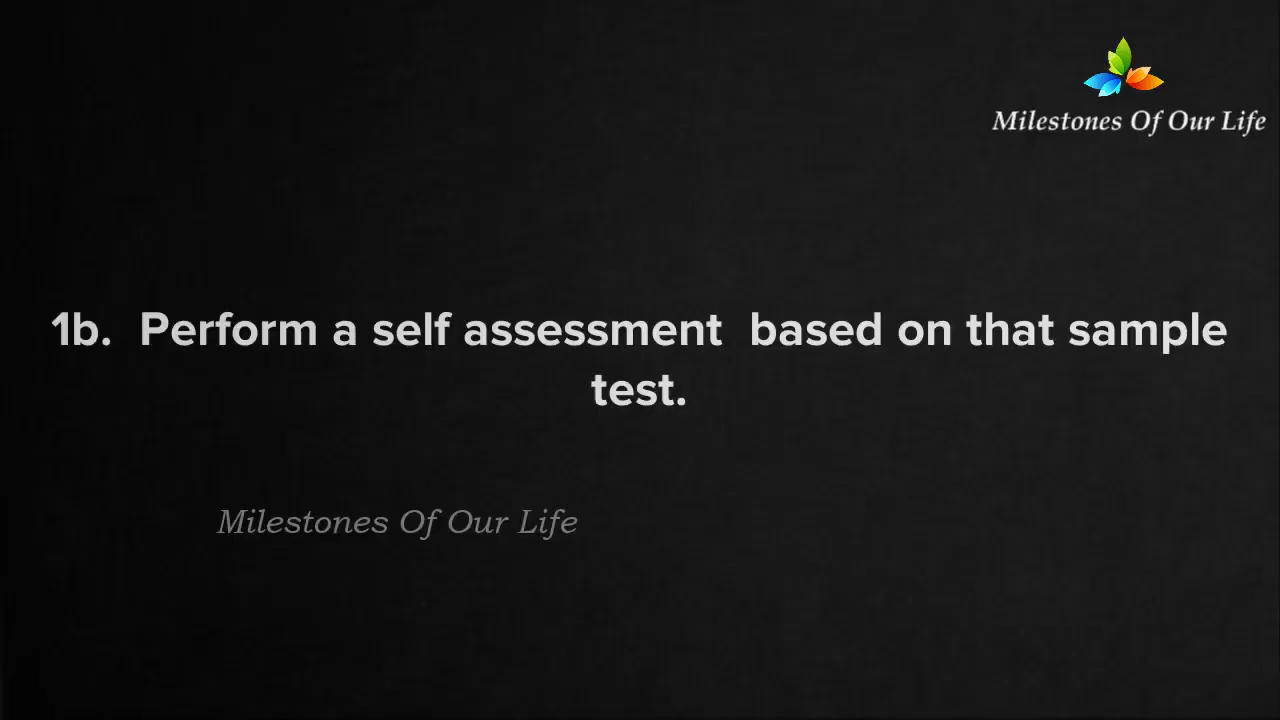 Milestones Of Our Life
1b.  Perform a self assessment  based on that sample
test.
Milestones Of Our Life